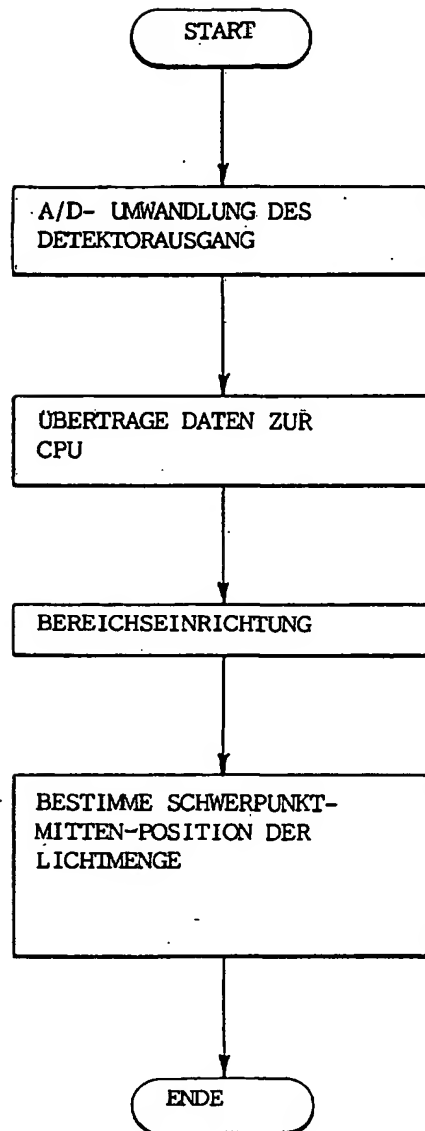 START
A/D- UMWANDLUNG DES
DETEKTORAUSGANG
ÜBERTRAGE DATEN ZUR
CPU
BEREICHSEINRICHTUNG
BESTIMME SCHWERPUNKT-
MITTEN-POSITION DER
LICHTMENGE
ENDE